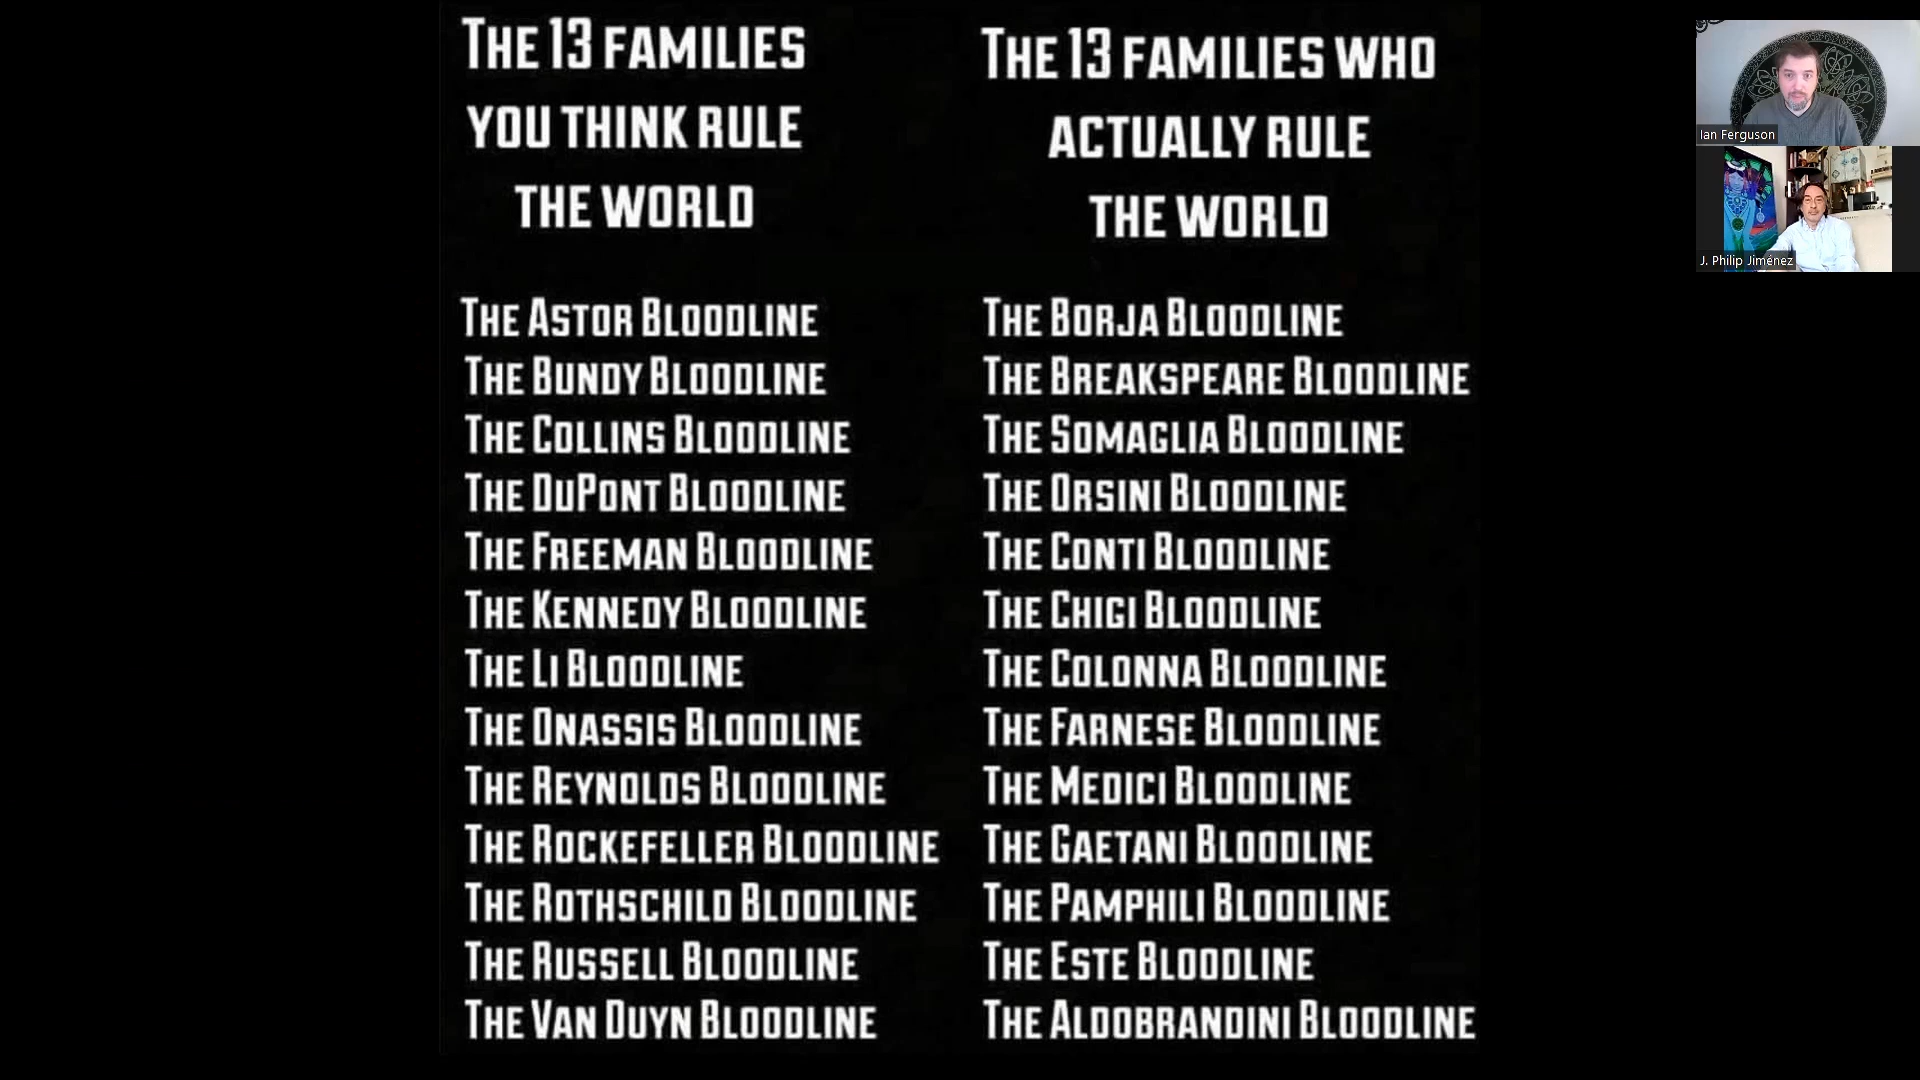 The 13 families
you think rule
the world
The Astor Bloodline
The Bundy Bloodline
The Collins Bloodline
The DuPont Bloodline
The Freeman Bloodline
The Kennedy Bloodline
The Li Bloodline
The Onassis Bloodline
The Reynolds Bloodline
The Rockefeller Bloodline
The Rothschild Bloodline
The Russell Bloodline
The Van Duyn Bloodline
The 13 families who
actually rule
the world
The Borja Bloodline
The Breakspeare Bloodline
The Somaglia Bloodline
The Orsini Bloodline
The Conti Bloodline
The Chigi Bloodline
The Colonna Bloodline
The Farnese Bloodline
The Medici Bloodline
The Gaetani Bloodline
The Pamphili Bloodline
The Este Bloodline
The Aldobrandini Bloodline
Ian Ferguson
J. Philip Jiménez